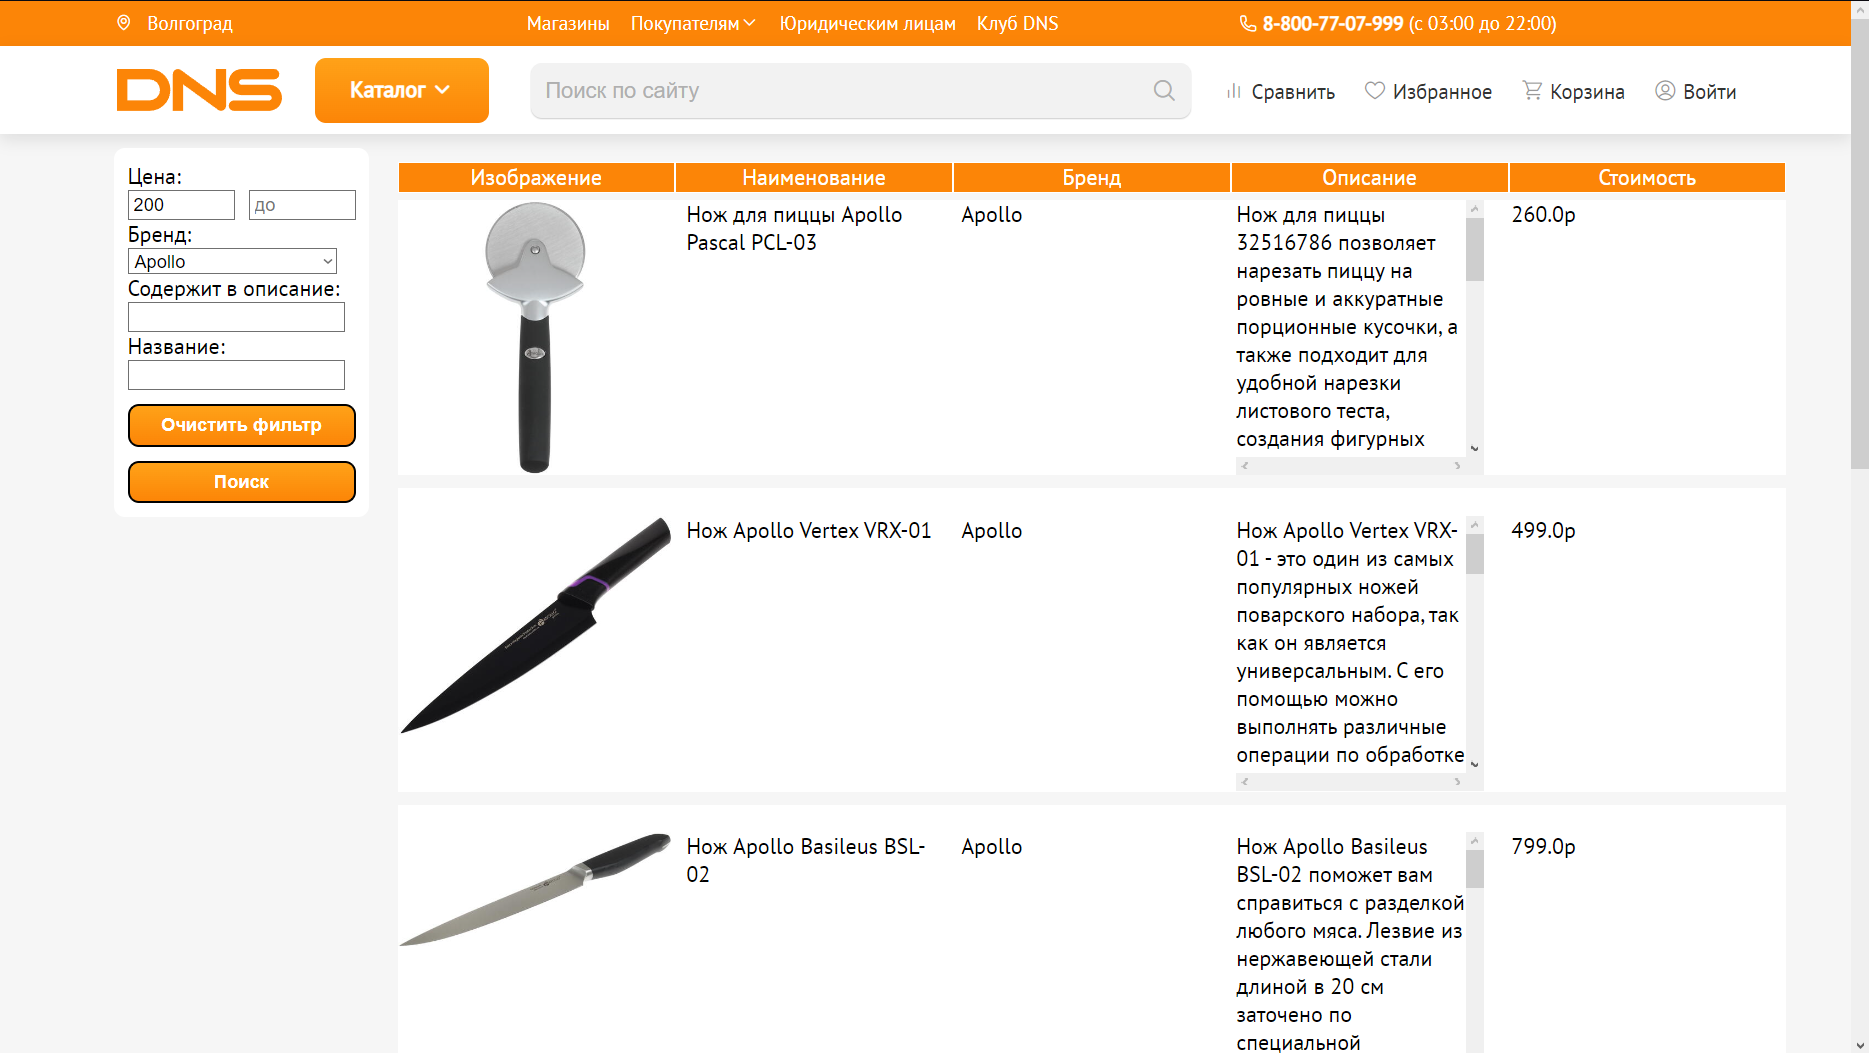 Волгоград
Магазины Покупателям Юридическим лицам Клуб DNS
8-800-77-07-999 (с 03:00 до 22:00)
DNS
Каталог
Поиск по сайту
Сравнить Избранное Корзина Войти
Цена:
200 до
Бренд:
Apollo
Содержит в описание:
Название:
Очистить фильтр
Поиск
Изображение Наименование Бренд Описание Стоимость
Нож для пиццы Apollo
Pascal PCL-03
Apollo
Нож для пиццы
32516786 позволяет
нарезать пиццу на
ровные и аккуратные
порционные кусочки, а
также подходит для
удобной нарезки
листового теста,
создания фигурных
260.0р
Нож Apollo Vertex VRX-01
Apollo
Нож Apollo Vertex VRX-
01 - это один из самых
популярных ножей
поварского набора, так
как он является
универсальным. С его
помощью можно
выполнять различные
операции по обработке
499.0р
Нож Apollo Basileus BSL-
02
Apollo
Нож Apollo Basileus
BSL-02 поможет вам
справиться с разделкой
любого мяса. Лезвие из
нержавеющей стали
длиной в 20 см
заточено по
специальной
799.0р